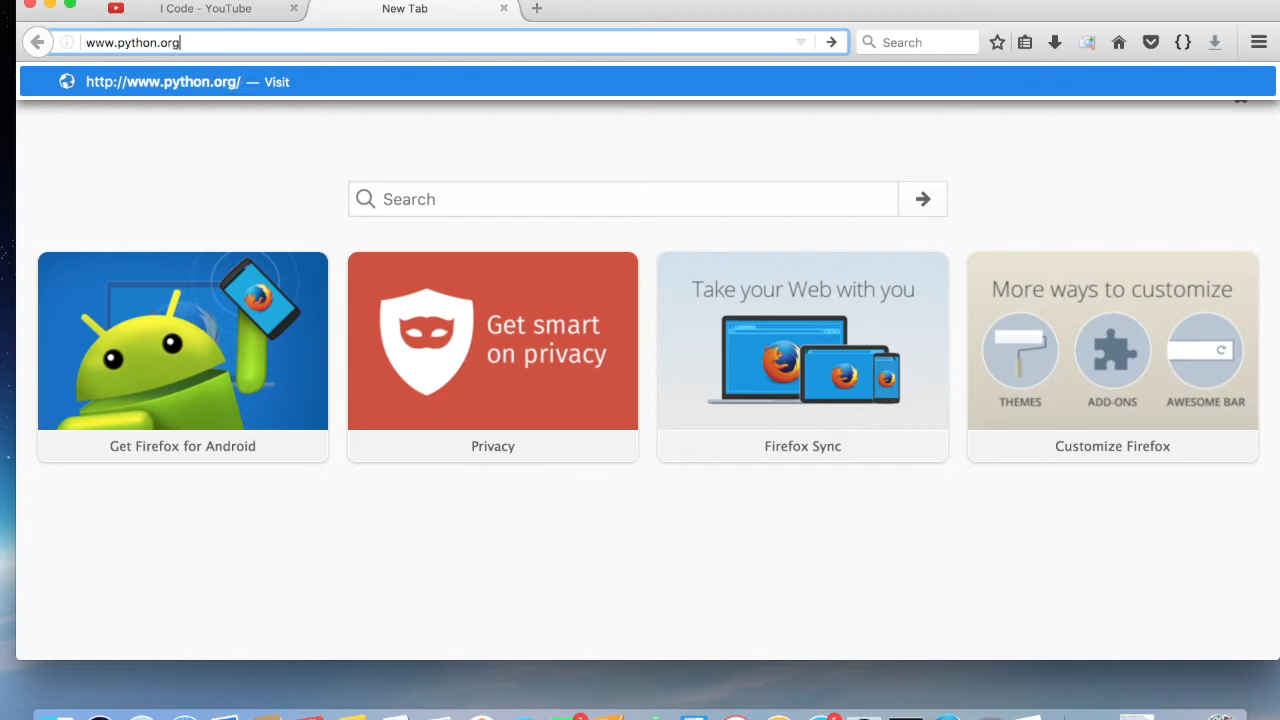 I Code - YouTube
New Tab
www.python.org
Search
http://www.python.org/ — Visit
Search
Get smart
on privacy
Take your Web with you
More ways to customize
THEMES
ADD-ONS
AWESOME BAR
Get Firefox for Android
Privacy
Firefox Sync
Customize Firefox